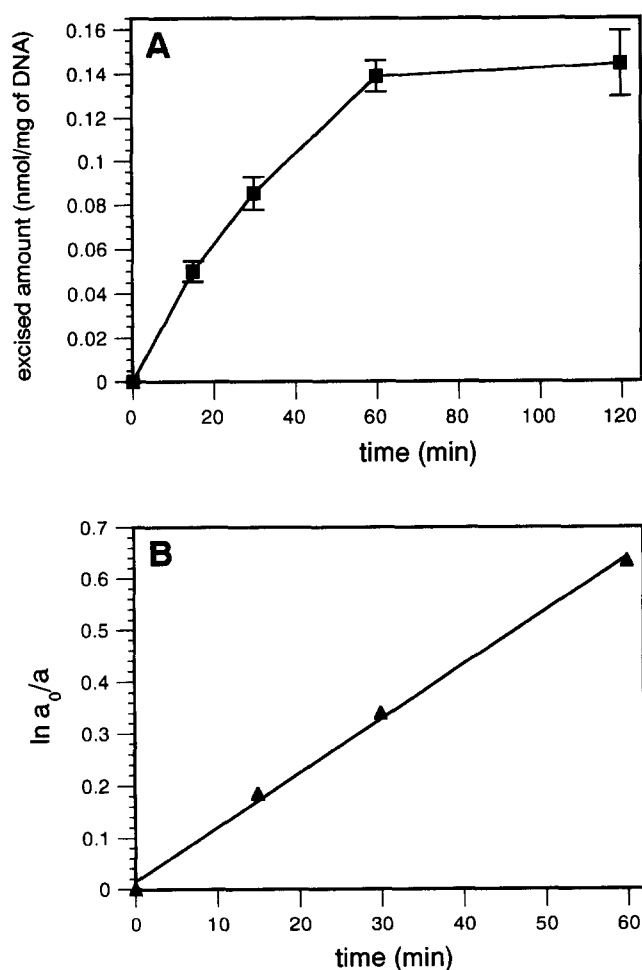 A
excised amount (nmol/mg of DNA)
0.16
0.14
0.12
0.1
0.08
0.06
0.04
0.02
0
0 20 40 60 80 100 120
time (min)
B
ln a₀/a
0.7
0.6
0.5
0.4
0.3
0.2
0.1
0
0 10 20 30 40 50 60
time (min)